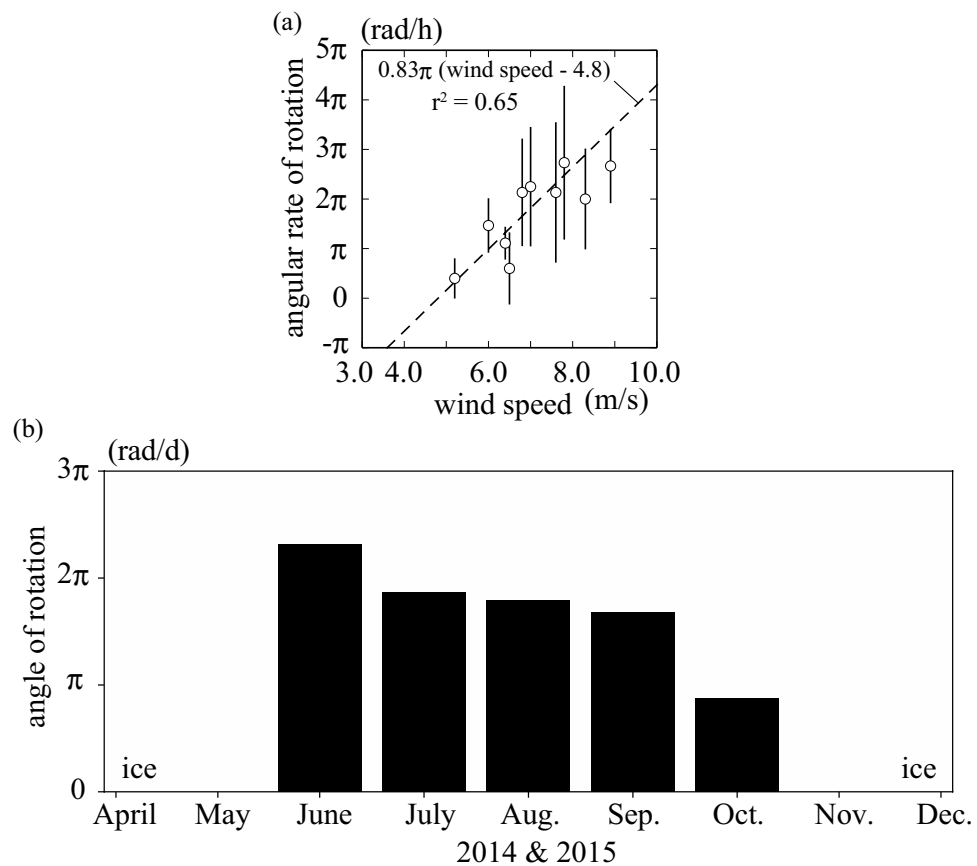 (a)
(rad/h)
5π
0.83π (wind speed - 4.8)
4π
r² = 0.65
3π
2π
π
0
-π
angular rate of rotation
3.0 4.0 6.0 8.0 10.0
wind speed (m/s)
(b)
(rad/d)
3π
2π
π
0
angle of rotation
ice ice
April May June July Aug. Sep. Oct. Nov. Dec.
2014 & 2015